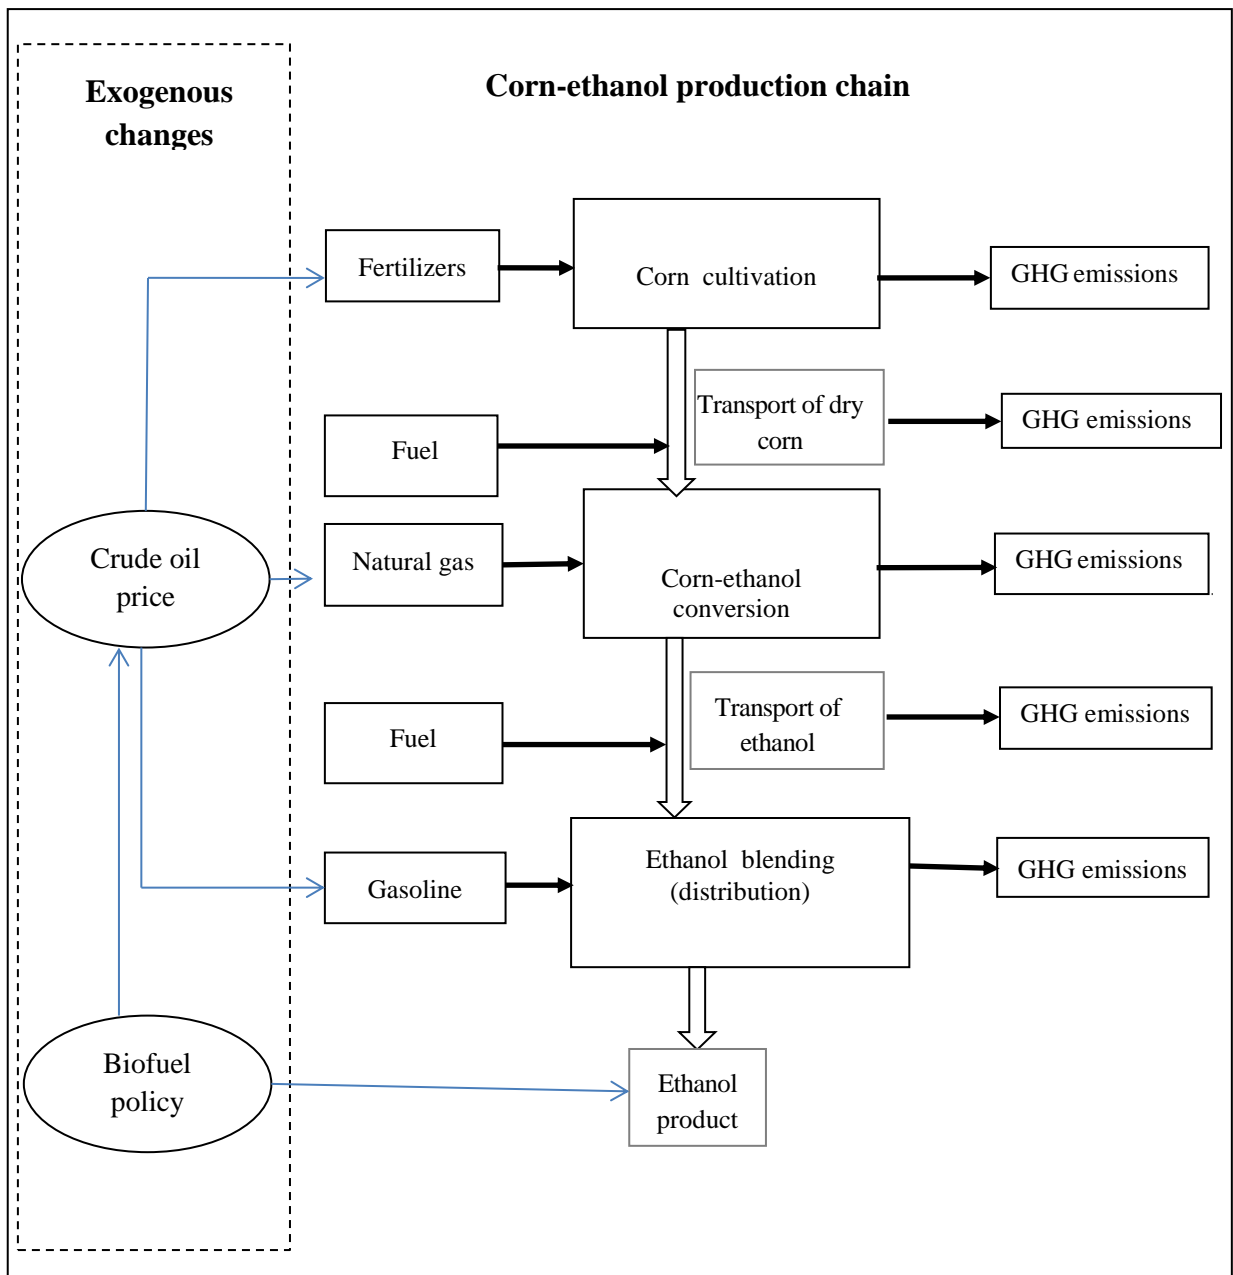 Exogenous
changes
Corn-ethanol production chain
Fertilizers
Corn cultivation
GHG emissions
Transport of dry
corn
GHG emissions
Fuel
Crude oil
price
Natural gas
Corn-ethanol
conversion
GHG emissions
Fuel
Transport of
ethanol
GHG emissions
Gasoline
Ethanol blending
(distribution)
GHG emissions
Biofuel
policy
Ethanol
product